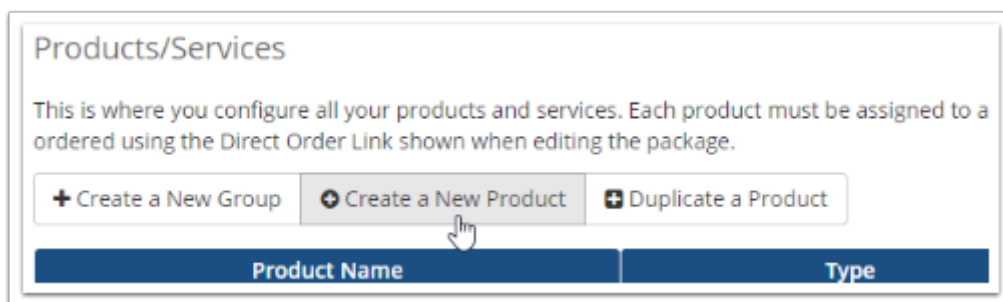 Products/Services
This is where you configure all your products and services. Each product must be assigned to a
ordered using the Direct Order Link shown when editing the package.
Create a New Group Create a New Product Duplicate a Product
Product Name Type